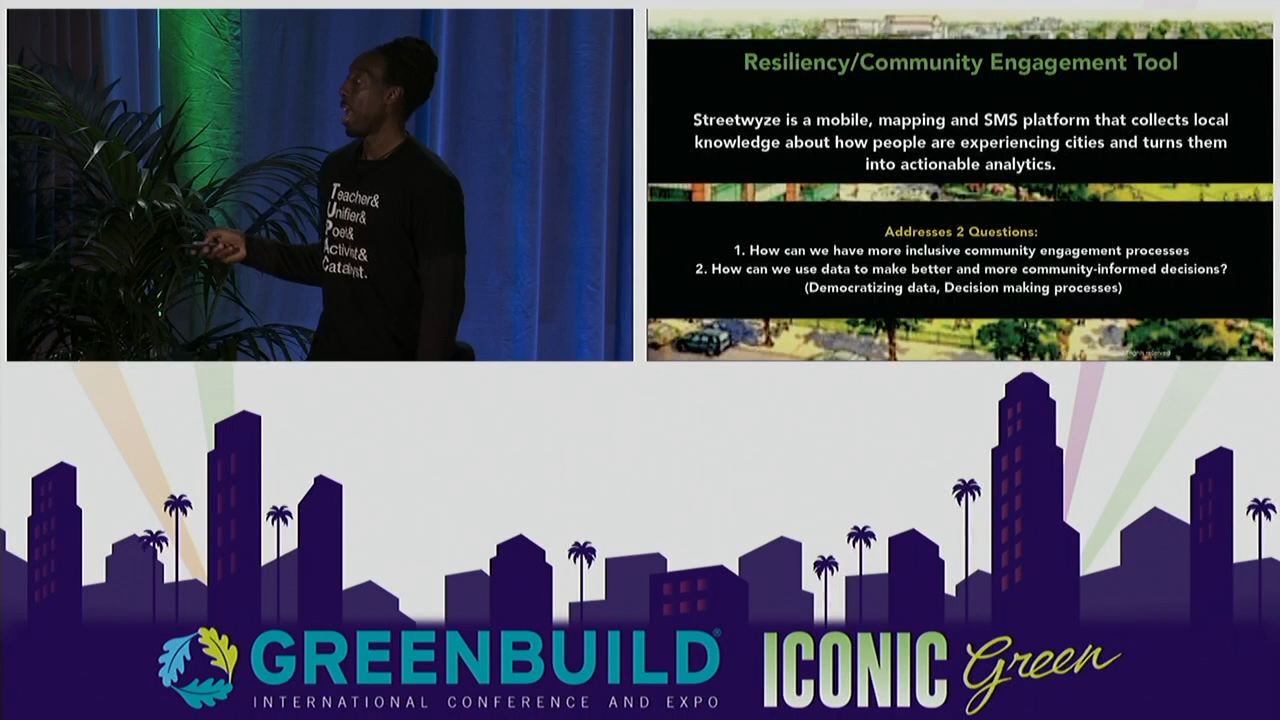 Teacher&
Unifier&
Poet&
Activist&
Catalyst.
Resiliency/Community Engagement Tool
Streetwyze is a mobile, mapping and SMS platform that collects local
knowledge about how people are experiencing cities and turns them
into actionable analytics.
Addresses 2 Questions:
1. How can we have more inclusive community engagement processes
2. How can we use data to make better and more community-informed decisions?
(Democratizing data, Decision making processes)
GREENBUILD®
INTERNATIONAL CONFERENCE AND EXPO
ICONIC Green